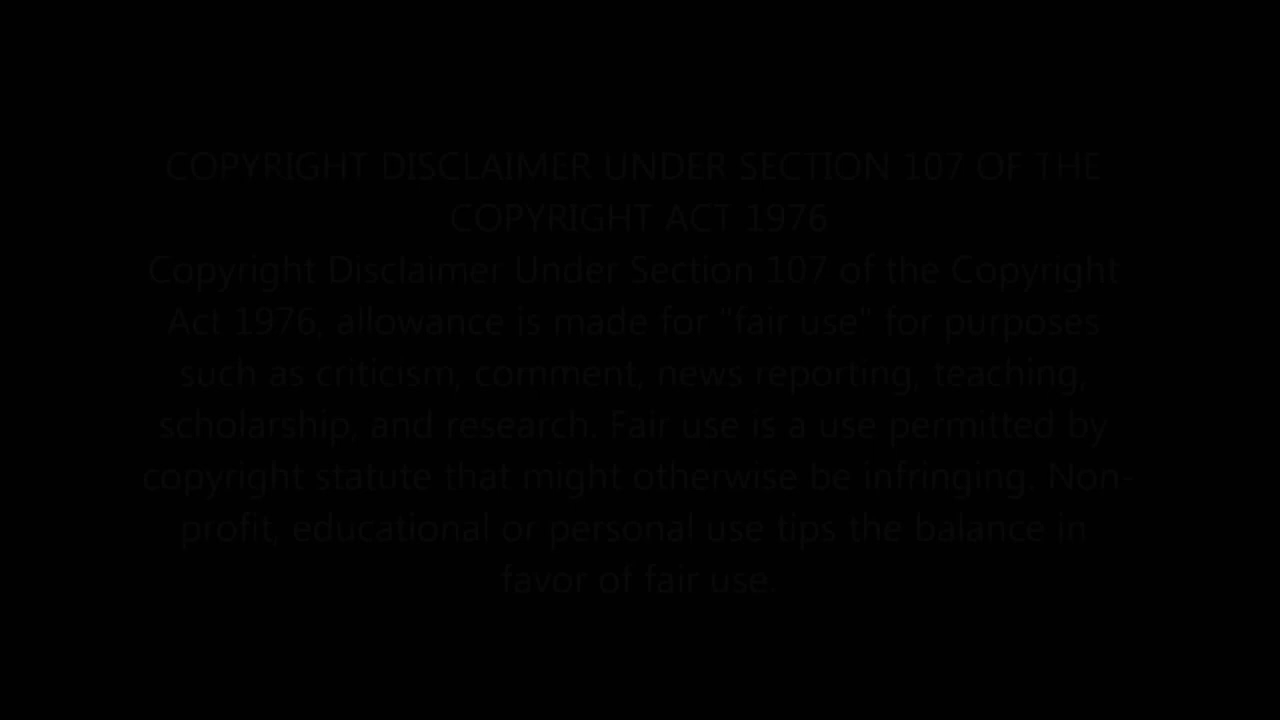 COPYRIGHT DISCLAIMER UNDER SECTION 107 OF THE
COPYRIGHT ACT 1976
Copyright Disclaimer Under Section 107 of the Copyright
Act 1976, allowance is made for "fair use" for purposes
such as criticism, comment, news reporting, teaching,
scholarship, and research. Fair use is a use permitted by
copyright statute that might otherwise be infringing. Non-
profit, educational or personal use tips the balance in
favor of fair use.